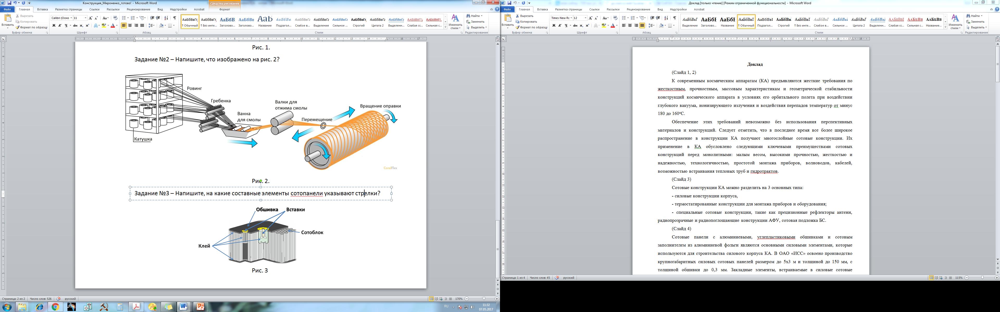 Конструкция_Мироненко_готово! - Microsoft Word
Средства рисования
Файл Главная Вставка Разметка страницы Ссылки Рассылки Рецензирование Вид Надстройки Acrobat Формат
Вставить
Вырезать
Копировать
Формат по образцу
Буфер обмена
Calibri (Осно 11
Шрифт
Абзац
АаБбВвГг, АаБбВвГг, АаБбВ АаБбВв АаЬ АаБбВв. АаБбВвГг АаБбВвГг АаБбВвГг АаБбВвГг, АаБбВвГг АаБбВвГг ААББВВГГ, ААББВВГГ,
¶ Обычный ¶ Без инте... Заголово... Заголово... Название Подзагол... Слабое в... Выделение Сильное ... Строгий Цитата 2 Выделенн... Слабая сс... Сильная с...
Стили
Изменить стили
Найти
Заменить
Выделить
Редактирование
Рис. 1.
Задание №2 – Напишите, что изображено на рис. 2?
Ровинг
Гребенка
Ванна
для смолы
Валки для
отжима смолы
Перемещение
Вращение оправки
Катушка
CoralFlex
Рис. 2.
Задание №3 – Напишите, на какие составные элементы сотопанели указывают стрелки?
Обшивка Вставки
Сотоблок
Клей
Рис. 3
Страница: 2 из 2 Число слов: 526 русский 170%
RU 11:32
07.05.2017
Доклад [только чтение] [Режим ограниченной функциональности] - Microsoft Word
Файл Главная Вставка Разметка страницы Ссылки Рассылки Рецензирование Вид Надстройки Acrobat
Вставить
Вырезать
Копировать
Формат по образцу
Буфер обмена
Times New Rc 12
Шрифт
Абзац
Выделение Заголово... Название ¶ Обычный Подзагол... Строгий ¶ Без инте... Слабое в... Сильное ... Цитата 2 Выделенн... Слабая сс... Сильная с... Название...
Стили
Изменить стили
Найти
Заменить
Выделить
Редактирование
Доклад
(Слайд 1, 2)
К современным космическим аппаратам (КА) предъявляются жесткие требования по
жесткостным, прочностным, массовым характеристикам и геометрической стабильности
конструкций космического аппарата в условиях его орбитального полета при воздействии
глубокого вакуума, ионизирующего излучения и воздействия перепадов температур от минус
180 до 160ºС.
Обеспечение этих требований невозможно без использования перспективных
материалов и конструкций. Следует отметить, что в последнее время все более широкое
распространение в конструкции КА получают многослойные сотовые конструкции. Их
применение в КА обусловлено следующими ключевыми преимуществами сотовых
конструкций перед монолитными: малым весом, высокими прочностью, жесткостью и
надежностью, технологичностью, простотой монтажа приборов, волноводов, кабелей,
возможностью встраивания тепловых труб и гидротрактов.
(Слайд 3)
Сотовые конструкции КА можно разделить на 3 основных типа:
- силовые конструкции корпуса,
- термостатированные конструкции для монтажа приборов и оборудования;
- специальные сотовые конструкции, такие как прецизионные рефлекторы антенн,
радиопрозрачные и радиопоглощающие конструкции АФУ, сотовая подложка БС.
(Слайд 4)
Сотовые панели с алюминиевыми, углепластиковыми обшивками и сотовым
заполнителем из алюминиевой фольги являются основными силовыми элементами, которые
используются для строительства силового корпуса КА. В ОАО «ИСС» освоено производство
крупногабаритных силовых сотовых панелей размером до 5х3 м и толщиной до 150 мм, с
толщиной обшивки до 0,3 мм. Закладные элементы, встраиваемые в силовые сотовые
Страница: 1 из 4 Число слов: 45 русский 115%